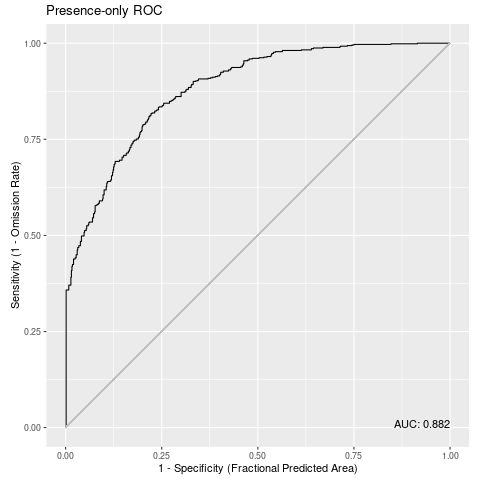 Presence-only ROC
1.00
0.75
0.50
0.25
0.00
Sensitivity (1 - Omission Rate)
AUC: 0.882
0.00 0.25 0.50 0.75 1.00
1 - Specificity (Fractional Predicted Area)